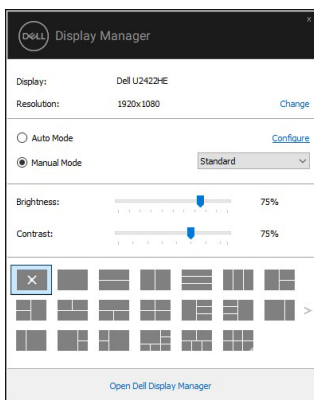 DELL Display Manager
Display: Dell U2422HE
Resolution: 1920x1080 Change
Auto Mode Configure
Manual Mode Standard
Brightness: 75%
Contrast: 75%
Open Dell Display Manager